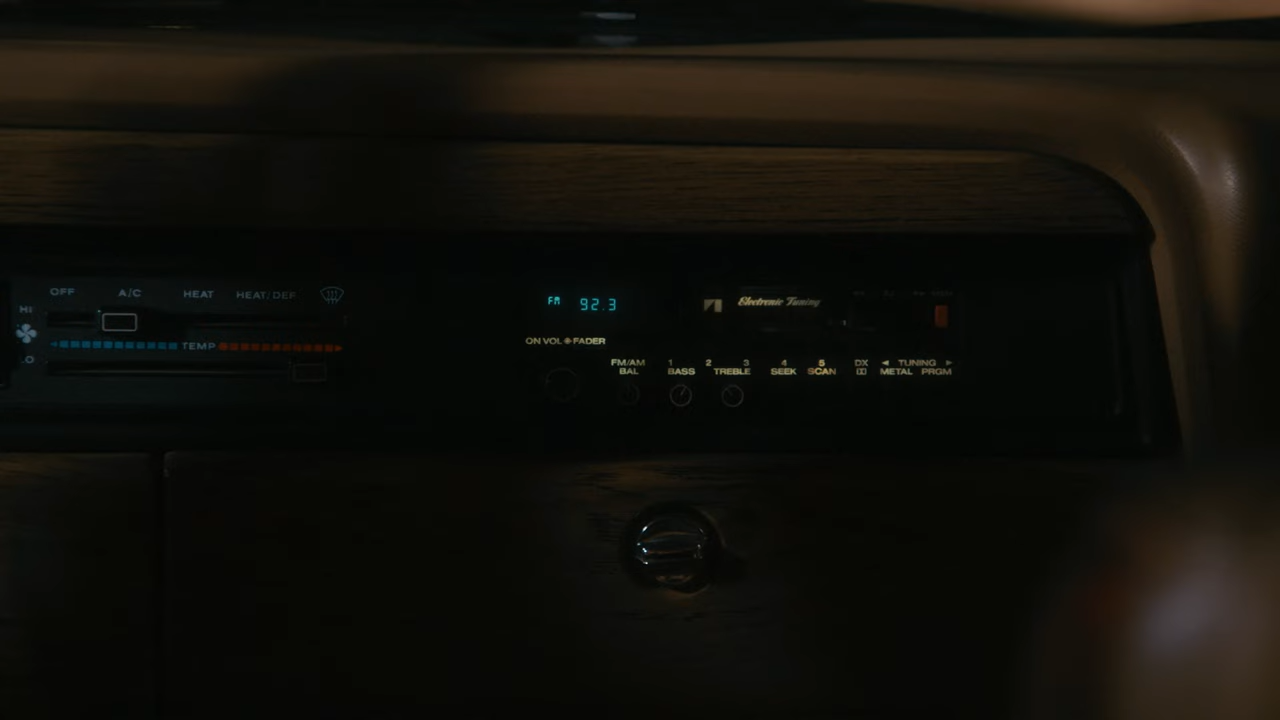 OFF A/C HEAT HEAT/DEF
HI
TEMP
LO
FM 92.3
Electronic Tuning
ON VOL FADER
FM/AM 1 2 3 4 5 DX ◄ TUNING ►
BAL BASS TREBLE SEEK SCAN METAL PRGM